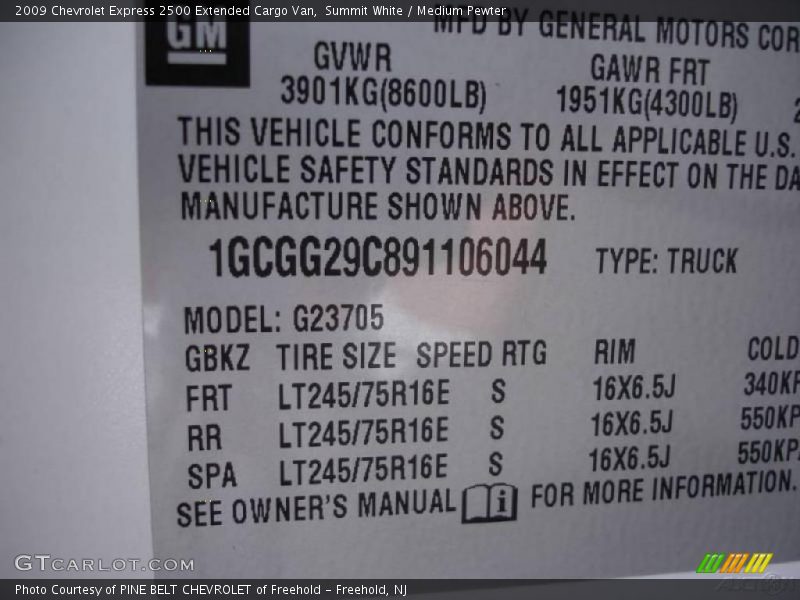 2009 Chevrolet Express 2500 Extended Cargo Van, Summit White / Medium Pewter
GM
MFD BY GENERAL MOTORS COR
GVWR GAWR FRT
3901KG(8600LB) 1951KG(4300LB) 2
THIS VEHICLE CONFORMS TO ALL APPLICABLE U.S.
VEHICLE SAFETY STANDARDS IN EFFECT ON THE DA
MANUFACTURE SHOWN ABOVE.
1GCGG29C891106044 TYPE: TRUCK
MODEL: G23705
GBKZ TIRE SIZE SPEED RTG RIM COLD
FRT LT245/75R16E S 16X6.5J 340KP
RR LT245/75R16E S 16X6.5J 550KP
SPA LT245/75R16E S 16X6.5J 550KPA
SEE OWNER'S MANUAL i FOR MORE INFORMATION.
GTCARLOT.COM
Photo Courtesy of PINE BELT CHEVROLET of Freehold - Freehold, NJ